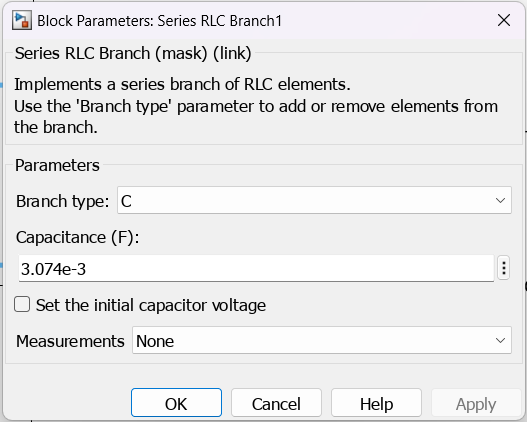 Block Parameters: Series RLC Branch1
Series RLC Branch (mask) (link)
Implements a series branch of RLC elements.
Use the 'Branch type' parameter to add or remove elements from
the branch.
Parameters
Branch type: C
Capacitance (F):
3.074e-3
Set the initial capacitor voltage
Measurements None
OK Cancel Help Apply